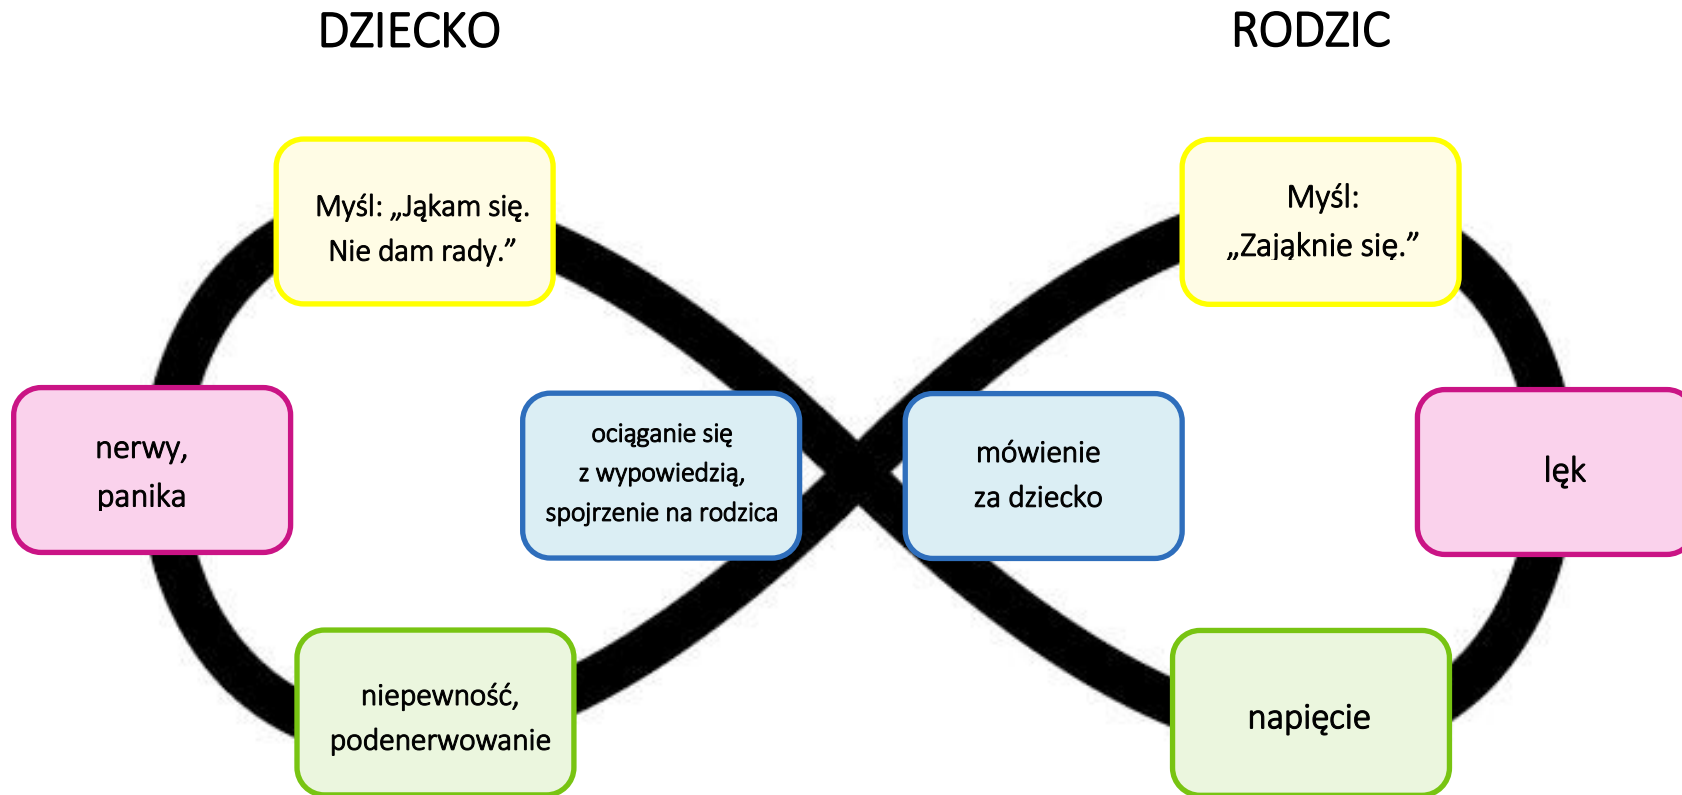 DZIECKO
RODZIC
Myśl: „Jąkam się.
Nie dam rady.”
Myśl:
„Zająknie się.”
nerwy,
panika
ociąganie się
z wypowiedzią,
spojrzenie na rodzica
mówienie
za dziecko
lęk
niepewność,
podenerwowanie
napięcie